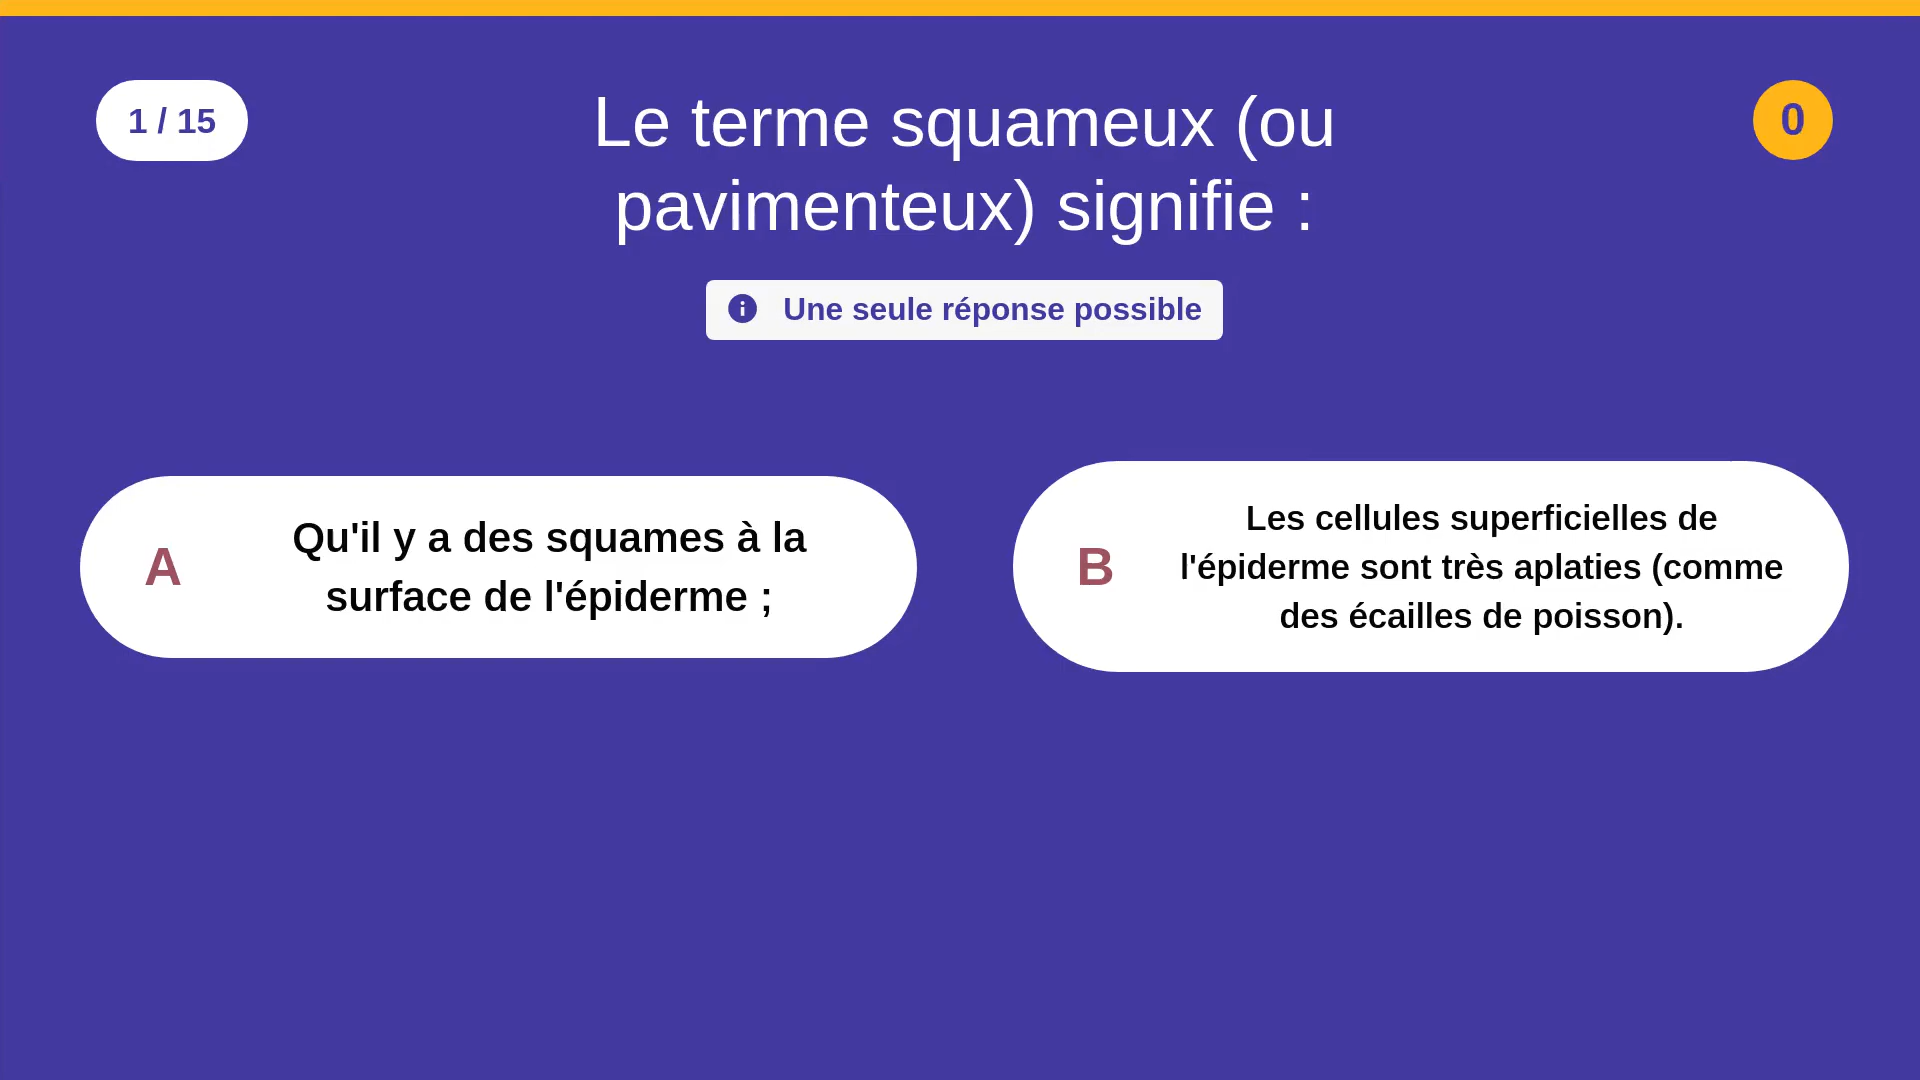 1 / 15
Le terme squameux (ou
pavimenteux) signifie :
0
Une seule réponse possible
A
Qu'il y a des squames à la
surface de l'épiderme ;
B
Les cellules superficielles de
l'épiderme sont très aplaties (comme
des écailles de poisson).